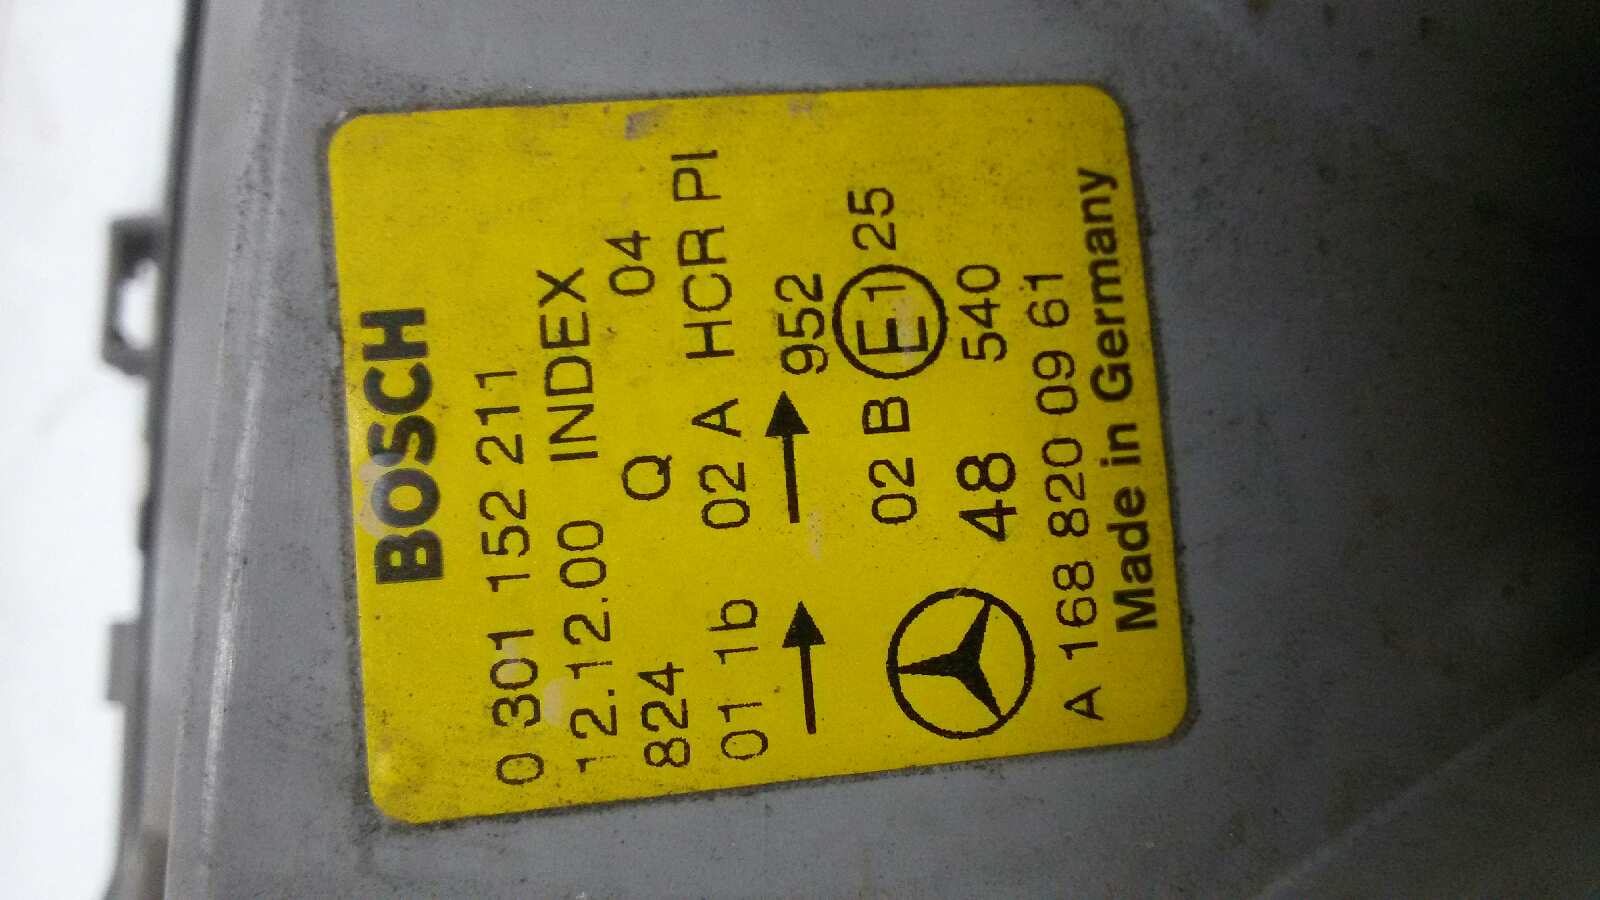 BOSCH
0 301 152 211
12.12.00 INDEX
824 Q 04
01 1b 02 A HCR PI
→ → 952
02 B E1 25
48 540
A 168 820 09 61
Made in Germany